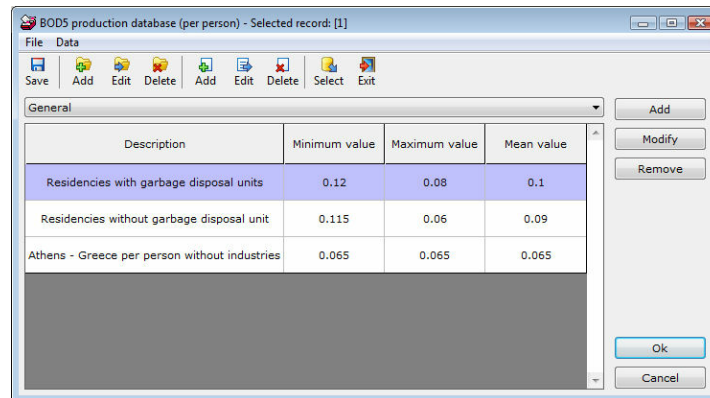 BOD5 production database (per person) - Selected record: [1]
File Data
Save Add Edit Delete Add Edit Delete Select Exit
General
Add
Modify
Remove
Description Minimum value Maximum value Mean value
Residencies with garbage disposal units 0.12 0.08 0.1
Residencies without garbage disposal unit 0.115 0.06 0.09
Athens - Greece per person without industries 0.065 0.065 0.065
Ok
Cancel